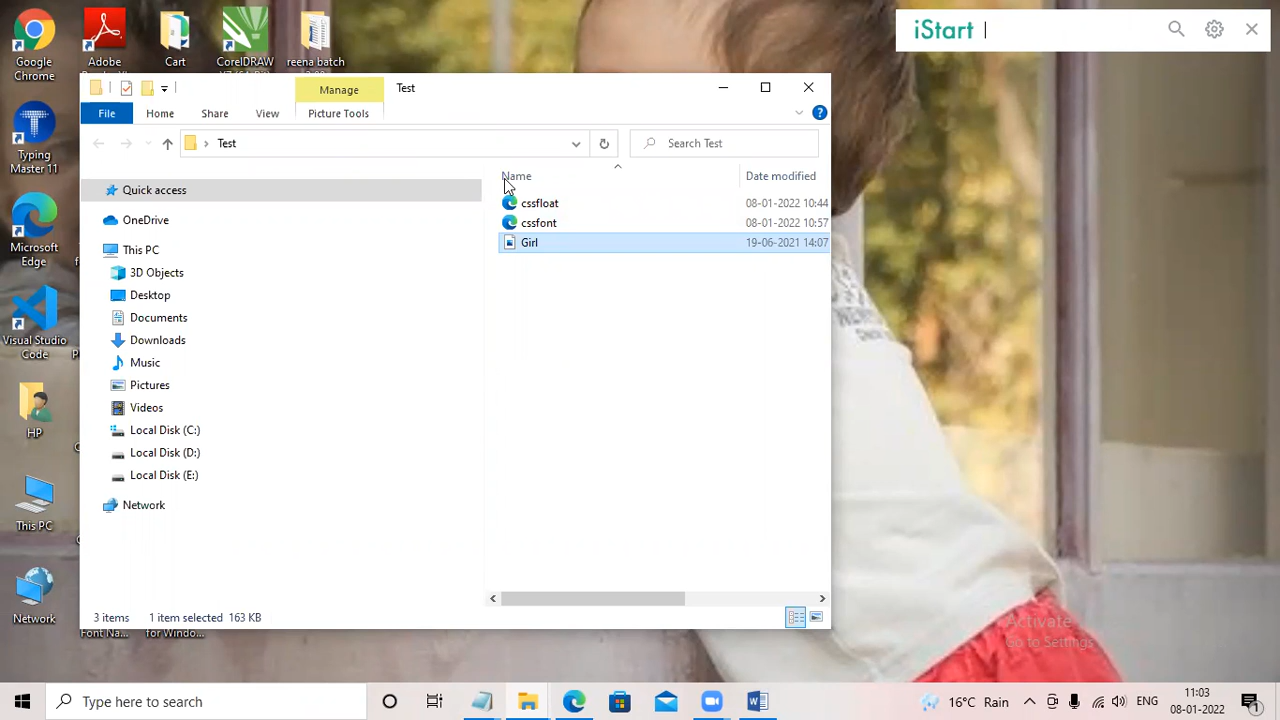 Google
Chrome
Adobe
Cart
CorelDRAW
reena batch
iStart
Typing
Master 11
Microsoft
Edge
Visual Studio
Code
HP
This PC
Network
Manage
Test
File
Home
Share
View
Picture Tools
Test
Search Test
Name
Date modified
Quick access
OneDrive
This PC
3D Objects
Desktop
Documents
Downloads
Music
Pictures
Videos
Local Disk (C:)
Local Disk (D:)
Local Disk (E:)
Network
cssfloat 08-01-2022 10:44
cssfont 08-01-2022 10:57
Girl 19-06-2021 14:07
3 items 1 item selected 163 KB
Font Na...
for Windo...
Activate
Go to Settings
Type here to search
16°C Rain
ENG
11:03
08-01-2022